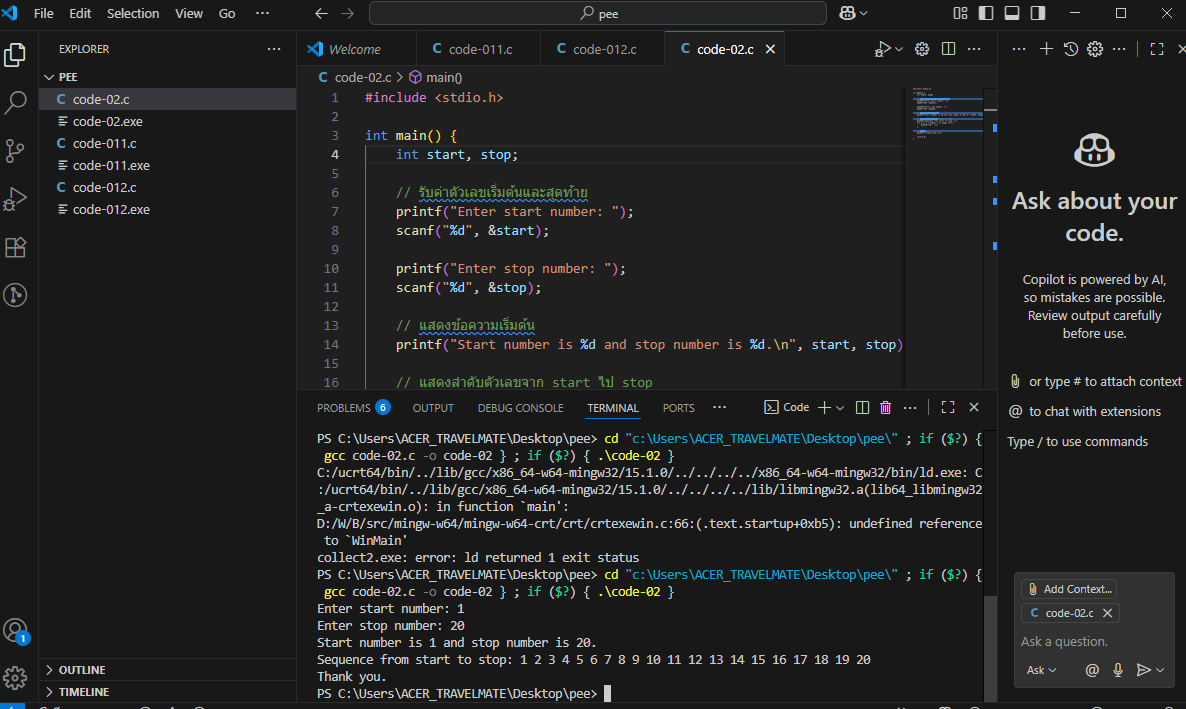 File Edit Selection View Go ··· pee
EXPLORER ···
PEE
C code-02.c
code-02.exe
C code-011.c
code-011.exe
C code-012.c
code-012.exe
OUTLINE
TIMELINE
1
Welcome C code-011.c C code-012.c C code-02.c
C code-02.c > main()
1 #include <stdio.h>
2
3 int main() {
4 int start, stop;
5
6 // รับค่าตัวเลขเริ่มต้นและสุดท้าย
7 printf("Enter start number: ");
8 scanf("%d", &start);
9
10 printf("Enter stop number: ");
11 scanf("%d", &stop);
12
13 // แสดงข้อความเริ่มต้น
14 printf("Start number is %d and stop number is %d.\n", start, stop)
15
16 // แสดงลำดับตัวเลขจาก start ไป stop
PROBLEMS 6 OUTPUT DEBUG CONSOLE TERMINAL PORTS ··· Code
PS C:\Users\ACER_TRAVELMATE\Desktop\pee> cd "c:\Users\ACER_TRAVELMATE\Desktop\pee\" ; if ($?) {
gcc code-02.c -o code-02 } ; if ($?) { .\code-02 }
C:/ucrt64/bin/../lib/gcc/x86_64-w64-mingw32/15.1.0/../../../../x86_64-w64-mingw32/bin/ld.exe: C
:/ucrt64/bin/../lib/gcc/x86_64-w64-mingw32/15.1.0/../../../../lib/libmingw32.a(lib64_libmingw32
_a-crtexewin.o): in function `main':
D:/W/B/src/mingw-w64/mingw-w64-crt/crt/crtexewin.c:66:(.text.startup+0xb5): undefined reference
to `WinMain'
collect2.exe: error: ld returned 1 exit status
PS C:\Users\ACER_TRAVELMATE\Desktop\pee> cd "c:\Users\ACER_TRAVELMATE\Desktop\pee\" ; if ($?) {
gcc code-02.c -o code-02 } ; if ($?) { .\code-02 }
Enter start number: 1
Enter stop number: 20
Start number is 1 and stop number is 20.
Sequence from start to stop: 1 2 3 4 5 6 7 8 9 10 11 12 13 14 15 16 17 18 19 20
Thank you.
PS C:\Users\ACER_TRAVELMATE\Desktop\pee>
Ask about your
code.
Copilot is powered by AI,
so mistakes are possible.
Review output carefully
before use.
or type # to attach context
@ to chat with extensions
Type / to use commands
Add Context...
C code-02.c
Ask a question.
Ask @